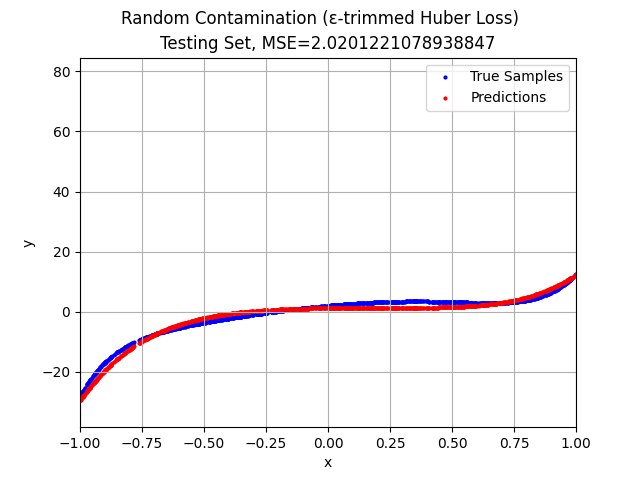 Random Contamination (ε-trimmed Huber Loss)
Testing Set, MSE=2.0201221078938847
True Samples
Predictions
80
60
40
20
0
−20
y
−1.00 −0.75 −0.50 −0.25 0.00 0.25 0.50 0.75 1.00
x